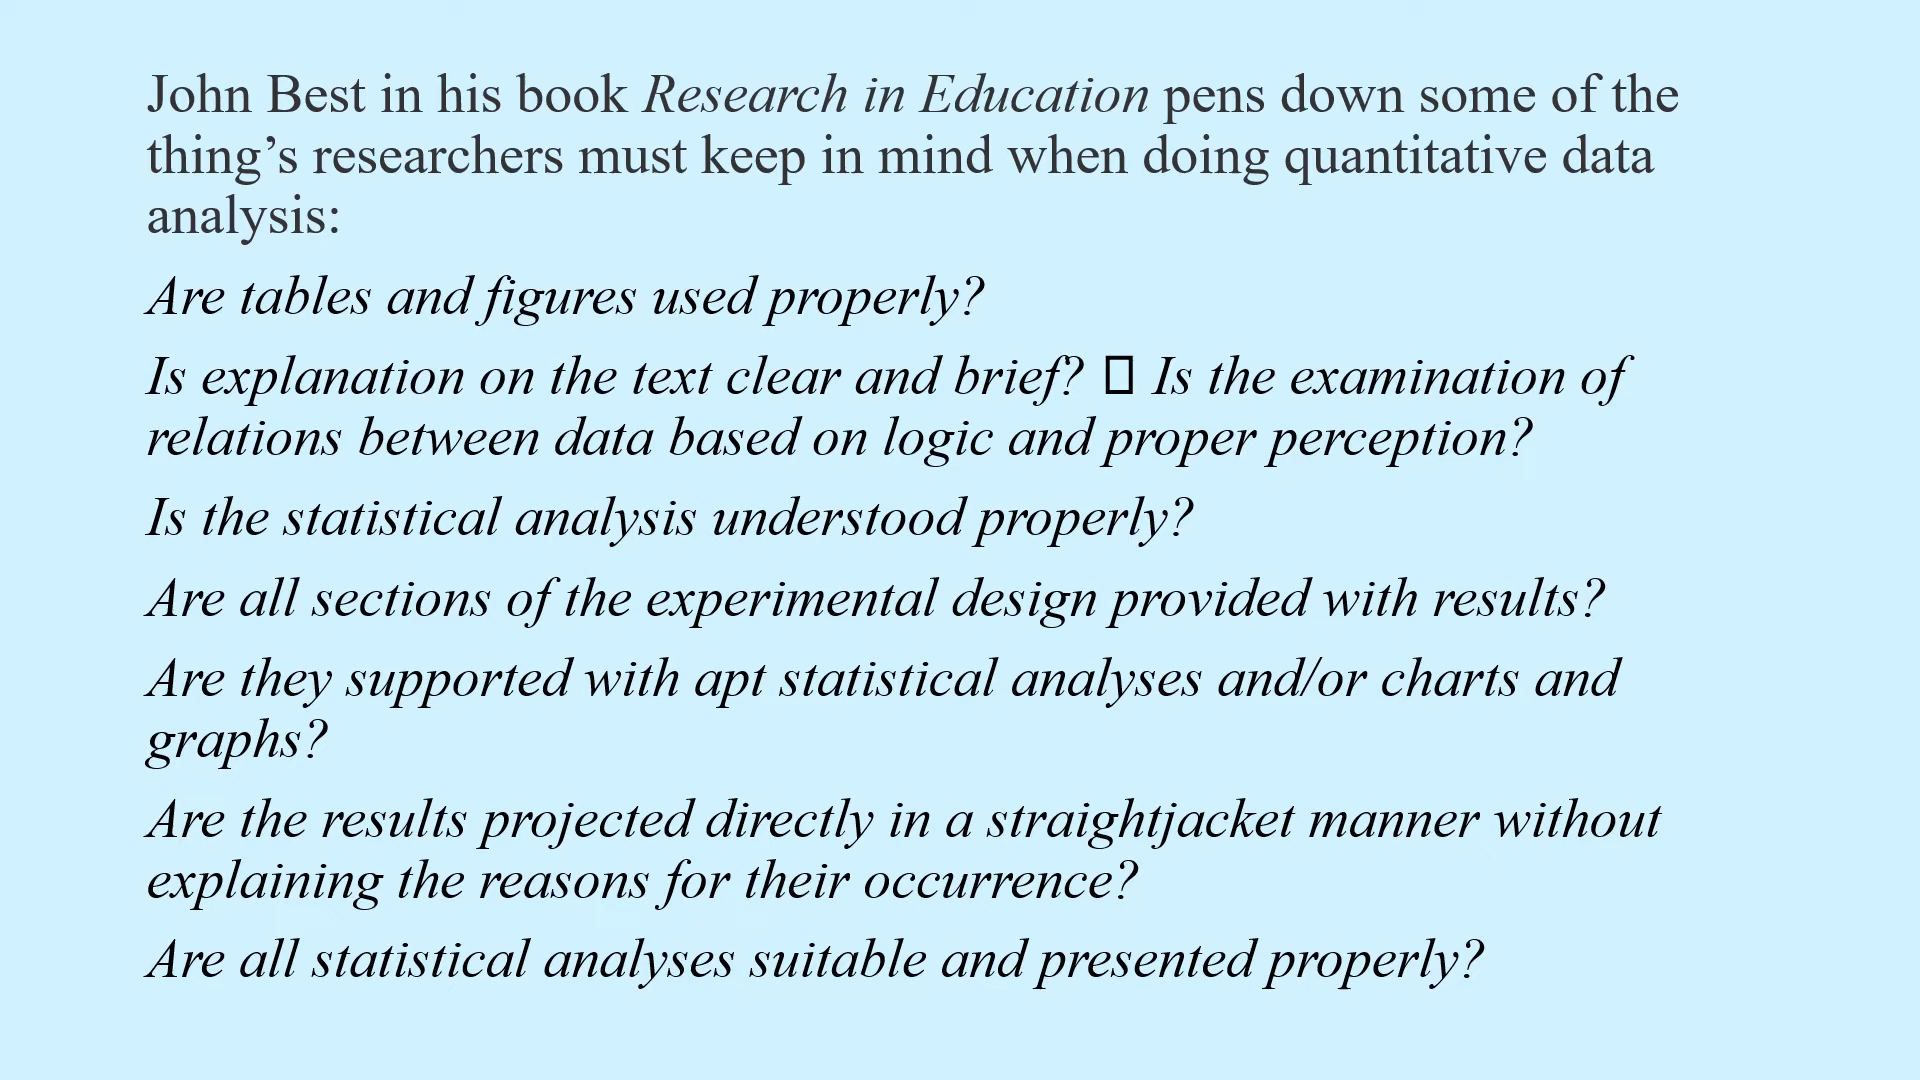 John Best in his book Research in Education pens down some of the
thing’s researchers must keep in mind when doing quantitative data
analysis:
Are tables and figures used properly?
Is explanation on the text clear and brief? □ Is the examination of
relations between data based on logic and proper perception?
Is the statistical analysis understood properly?
Are all sections of the experimental design provided with results?
Are they supported with apt statistical analyses and/or charts and
graphs?
Are the results projected directly in a straightjacket manner without
explaining the reasons for their occurrence?
Are all statistical analyses suitable and presented properly?